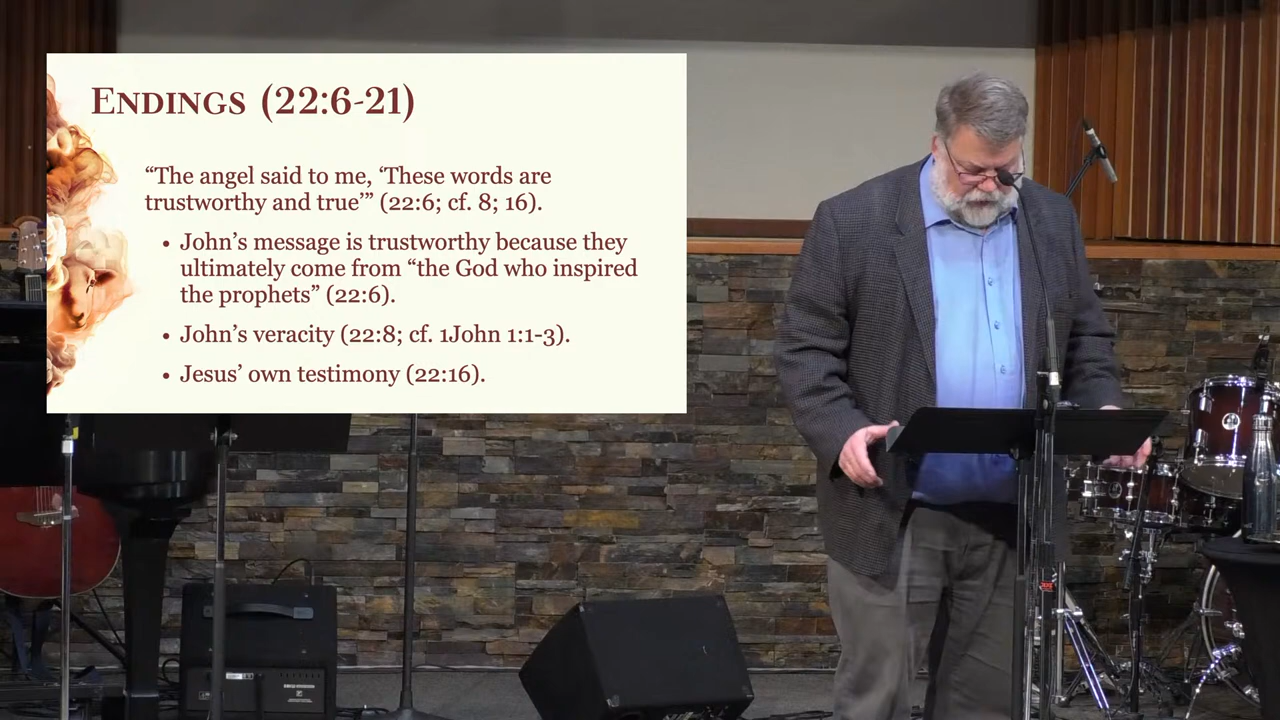 ENDINGS (22:6-21)
“The angel said to me, ‘These words are
trustworthy and true’” (22:6; cf. 8; 16).
• John’s message is trustworthy because they
ultimately come from “the God who inspired
the prophets” (22:6).
• John’s veracity (22:8; cf. 1John 1:1-3).
• Jesus’ own testimony (22:16).